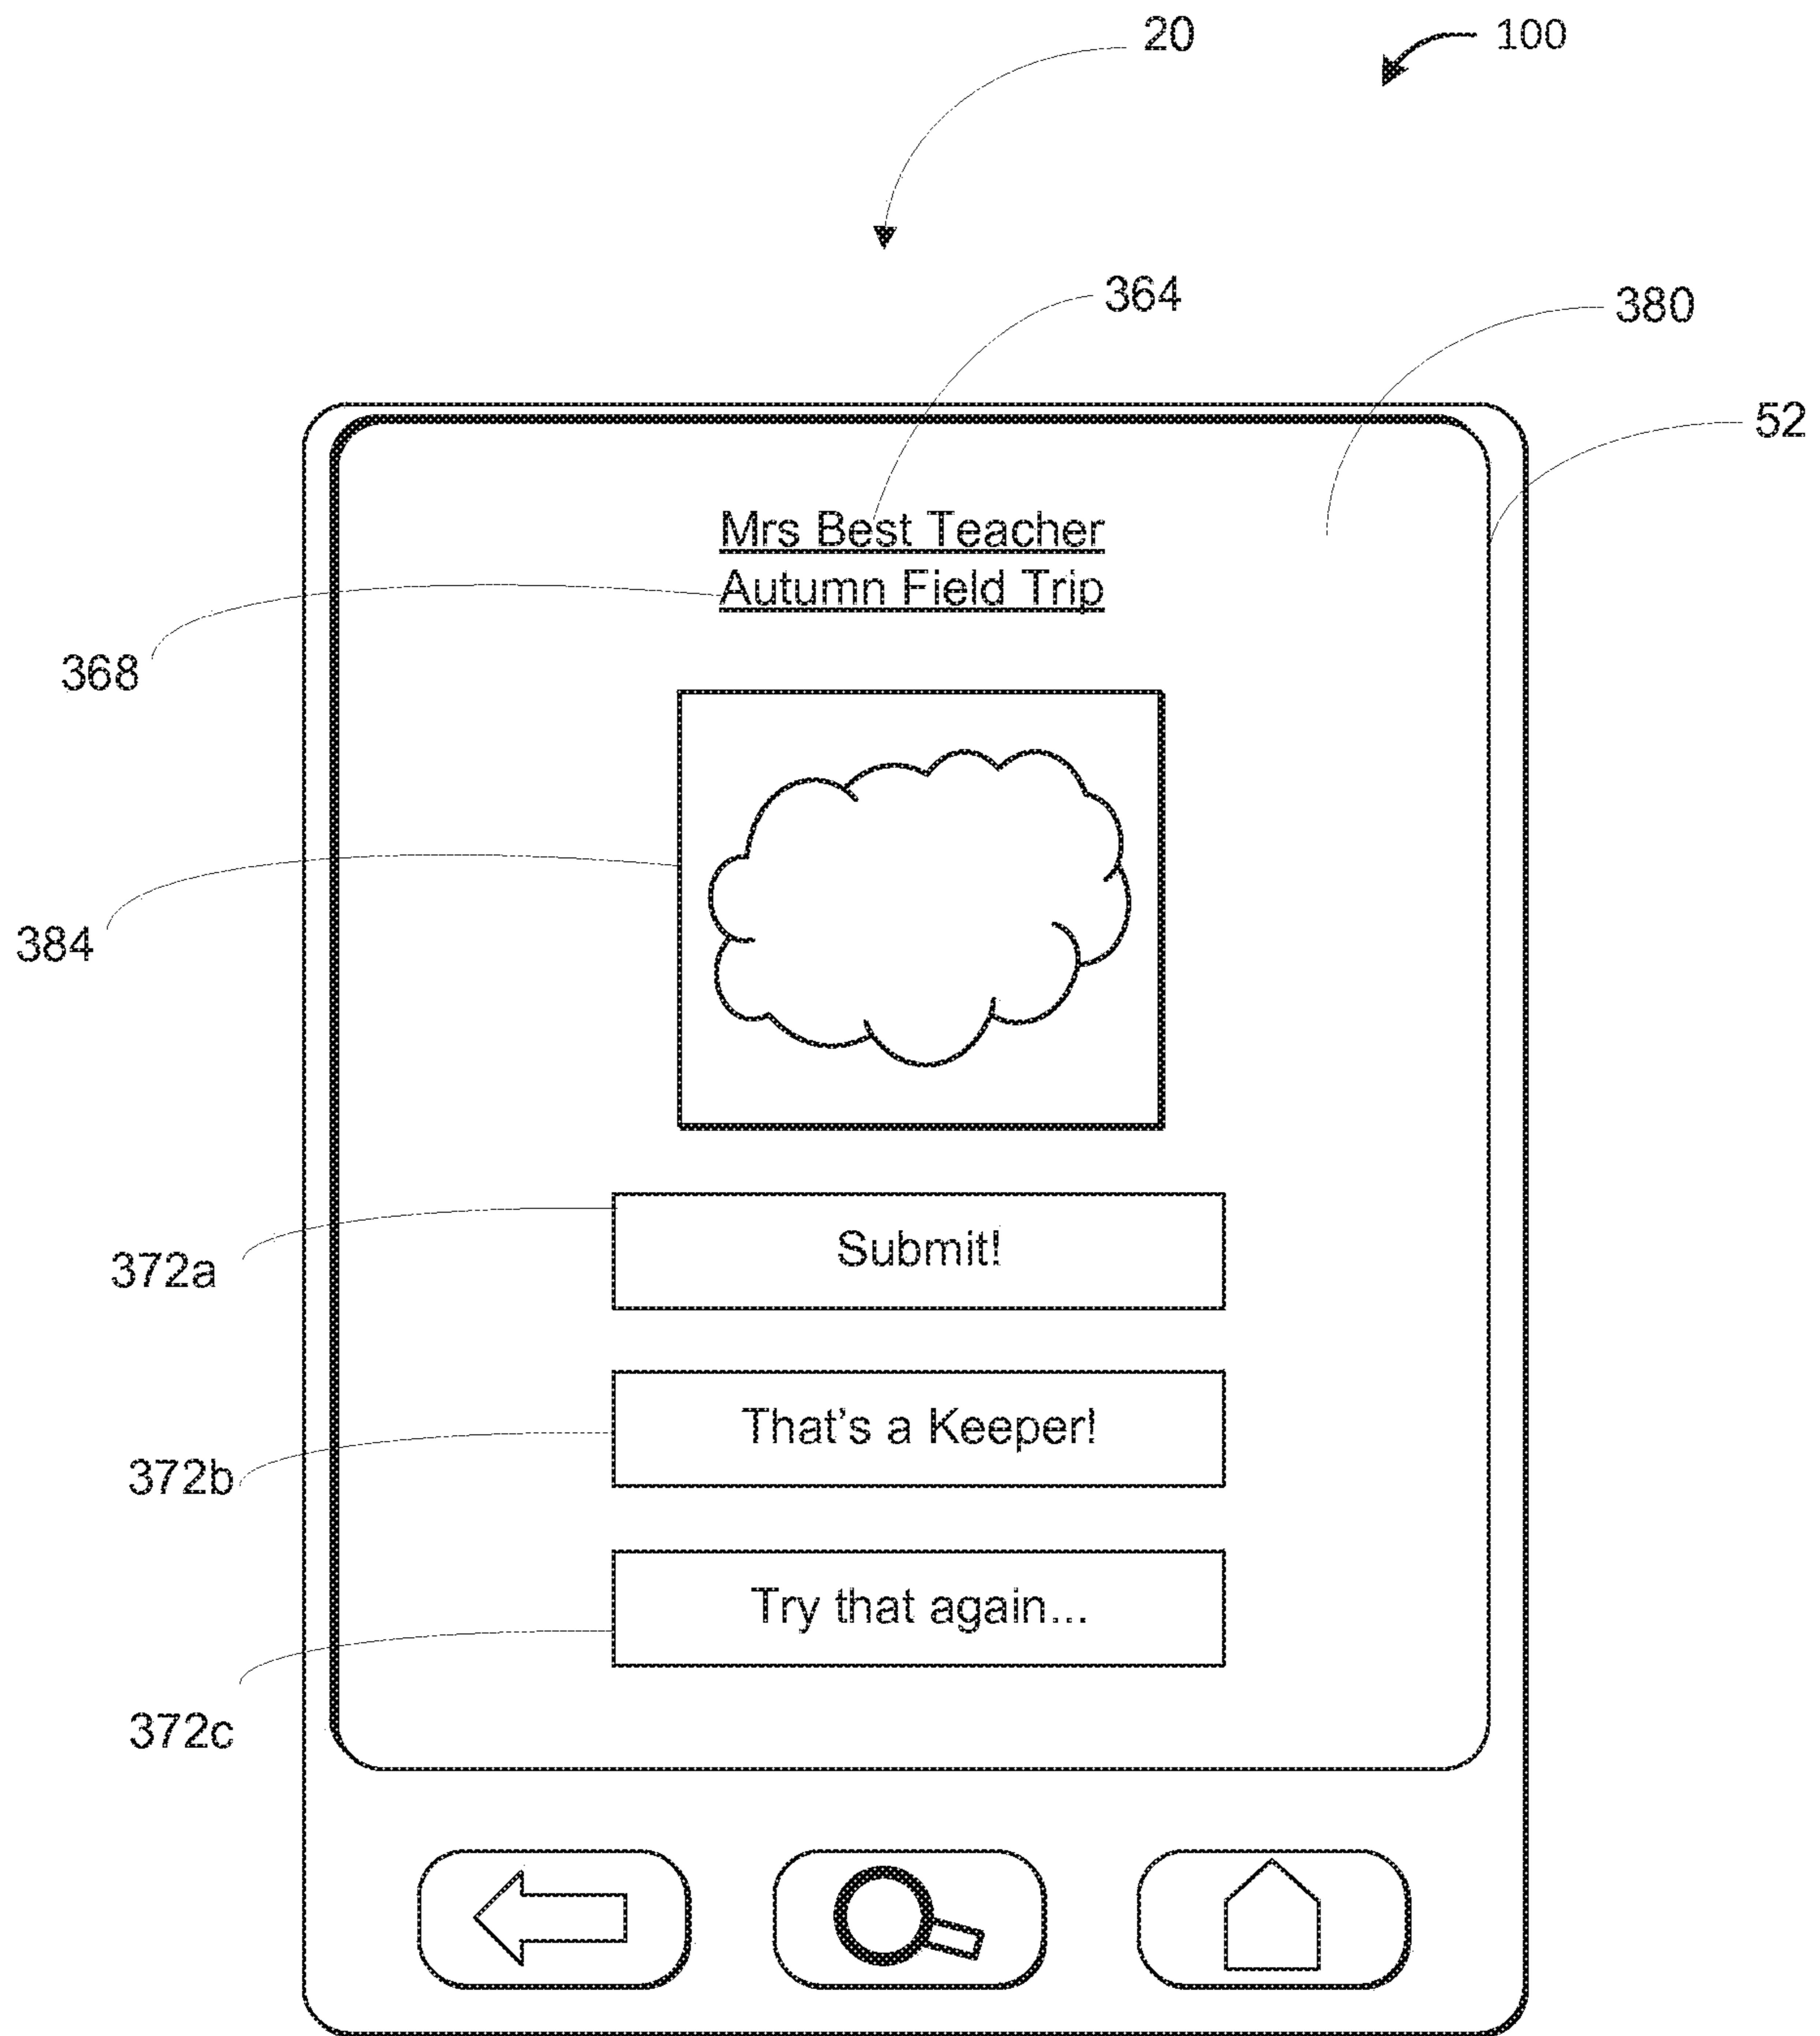 20
100
364
380
52
Mrs Best Teacher
Autumn Field Trip
368
384
Submit!
372a
That's a Keeper!
372b
Try that again...
372c